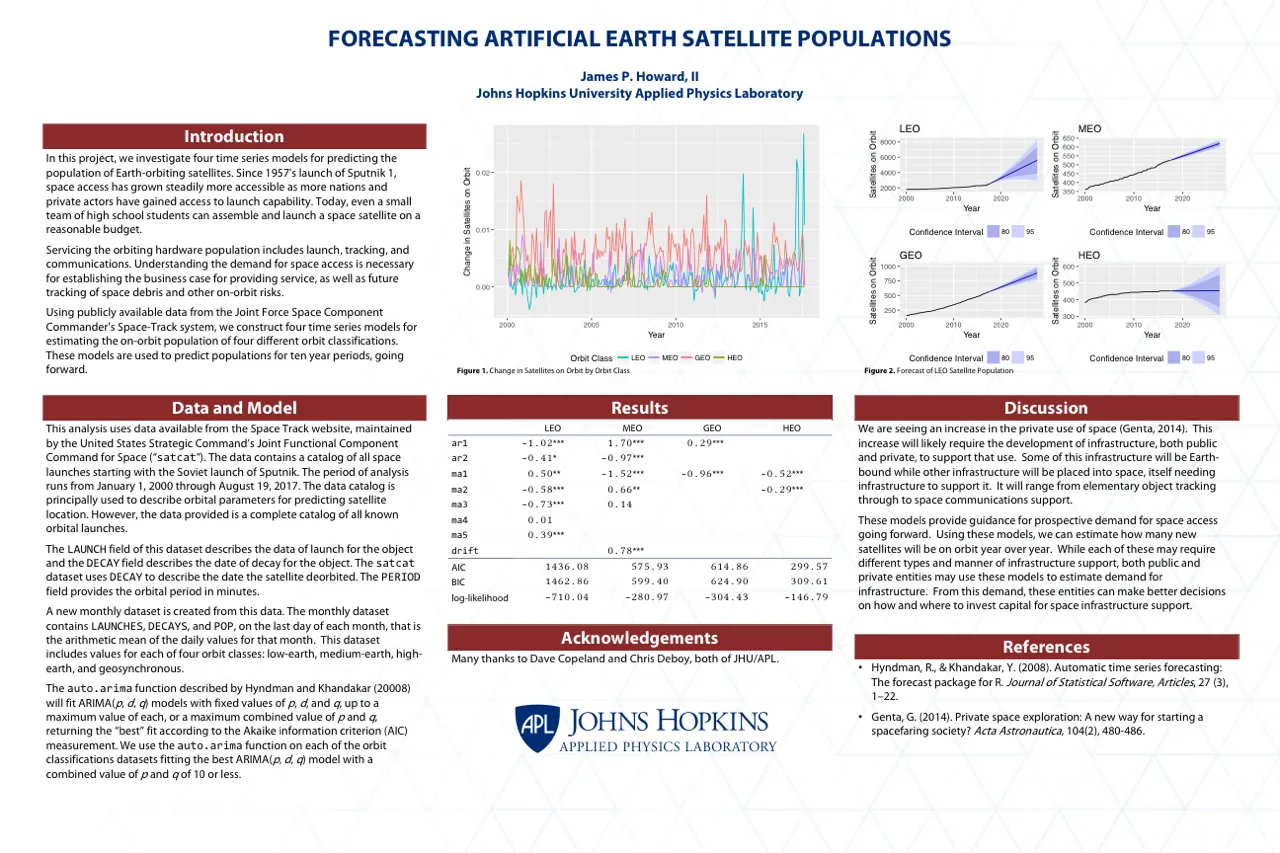 FORECASTING ARTIFICIAL EARTH SATELLITE POPULATIONS
James P. Howard, II
Johns Hopkins University Applied Physics Laboratory
Introduction
In this project, we investigate four time series models for predicting the
population of Earth-orbiting satellites. Since 1957's launch of Sputnik 1,
space access has grown steadily more accessible as more nations and
private actors have gained access to launch capability. Today, even a small
team of high school students can assemble and launch a space satellite on a
reasonable budget.
Servicing the orbiting hardware population includes launch, tracking, and
communications. Understanding the demand for space access is necessary
for establishing the business case for providing service, as well as future
tracking of space debris and other on-orbit risks.
Using publicly available data from the Joint Force Space Component
Commander's Space-Track system, we construct four time series models for
estimating the on-orbit population of four different orbit classifications.
These models are used to predict populations for ten year periods, going
forward.
Data and Model
This analysis uses data available from the Space Track website, maintained
by the United States Strategic Command's Joint Functional Component
Command for Space ("satcat"). The data contains a catalog of all space
launches starting with the Soviet launch of Sputnik. The period of analysis
runs from January 1, 2000 through August 19, 2017. The data catalog is
principally used to describe orbital parameters for predicting satellite
location. However, the data provided is a complete catalog of all known
orbital launches.
The LAUNCH field of this dataset describes the data of launch for the object
and the DECAY field describes the date of decay for the object. The satcat
dataset uses DECAY to describe the date the satellite deorbited. The PERIOD
field provides the orbital period in minutes.
A new monthly dataset is created from this data. The monthly dataset
contains LAUNCHES, DECAYS, and POP, on the last day of each month, that is
the arithmetic mean of the daily values for that month. This dataset
includes values for each of four orbit classes: low-earth, medium-earth, high-
earth, and geosynchronous.
The auto.arima function described by Hyndman and Khandakar (20008)
will fit ARIMA(p, d, q) models with fixed values of p, d, and q, up to a
maximum value of each, or a maximum combined value of p and q,
returning the "best" fit according to the Akaike information criterion (AIC)
measurement. We use the auto.arima function on each of the orbit
classifications datasets fitting the best ARIMA(p, d, q) model with a
combined value of p and q of 10 or less.
Change in Satellites on Orbit
0.02
0.01
0.00
2000 2005 2010 2015
Year
Orbit Class LEO MEO GEO HEO
Figure 1. Change in Satellites on Orbit by Orbit Class
Results
LEO MEO GEO HEO
ar1 -1.02*** 1.70*** 0.29***
ar2 -0.41* -0.97***
ma1 0.50** -1.52*** -0.96*** -0.52***
ma2 -0.58*** 0.66** -0.29***
ma3 -0.73*** 0.14
ma4 0.01
ma5 0.39***
drift 0.78***
AIC 1436.08 575.93 614.86 299.57
BIC 1462.86 599.40 624.90 309.61
log-likelihood -710.04 -280.97 -304.43 -146.79
Acknowledgements
Many thanks to Dave Copeland and Chris Deboy, both of JHU/APL.
APL
JOHNS HOPKINS
APPLIED PHYSICS LABORATORY
LEO
Satellites on Orbit
8000
6000
4000
2000
2000 2010 2020
Year
Confidence Interval 80 95
MEO
Satellites on Orbit
650
600
550
500
450
400
350
2000 2010 2020
Year
Confidence Interval 80 95
GEO
Satellites on Orbit
1000
750
500
250
2000 2010 2020
Year
Confidence Interval 80 95
HEO
Satellites on Orbit
600
500
400
300
2000 2010 2020
Year
Confidence Interval 80 95
Figure 2. Forecast of LEO Satellite Population
Discussion
We are seeing an increase in the private use of space (Genta, 2014). This
increase will likely require the development of infrastructure, both public
and private, to support that use. Some of this infrastructure will be Earth-
bound while other infrastructure will be placed into space, itself needing
infrastructure to support it. It will range from elementary object tracking
through to space communications support.
These models provide guidance for prospective demand for space access
going forward. Using these models, we can estimate how many new
satellites will be on orbit year over year. While each of these may require
different types and manner of infrastructure support, both public and
private entities may use these models to estimate demand for
infrastructure. From this demand, these entities can make better decisions
on how and where to invest capital for space infrastructure support.
References
• Hyndman, R., & Khandakar, Y. (2008). Automatic time series forecasting:
The forecast package for R. Journal of Statistical Software, Articles, 27 (3),
1–22.
• Genta, G. (2014). Private space exploration: A new way for starting a
spacefaring society? Acta Astronautica, 104(2), 480-486.